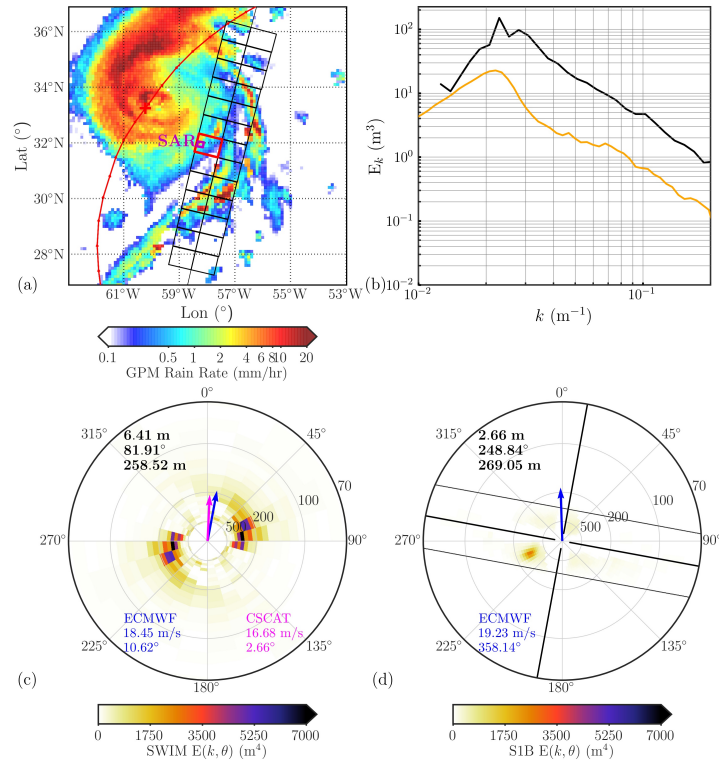 36°N
34°N
32°N
30°N
28°N
Lat (°)
SAR
61°W 59°W 57°W 55°W 53°W
Lon (°)
(a)
0.1 0.5 1 2 4 6 8 10 20
GPM Rain Rate (mm/hr)
10²
10¹
10⁰
10⁻¹
10⁻²
E_k (m³)
10⁻² 10⁻¹
k (m⁻¹)
(b)
0°
45°
90°
135°
180°
225°
270°
315°
70
100
200
500
6.41 m
81.91°
258.52 m
ECMWF
18.45 m/s
10.62°
CSCAT
16.68 m/s
2.66°
(c)
0 1750 3500 5250 7000
SWIM E(k, θ) (m⁴)
0°
45°
90°
135°
180°
225°
270°
315°
70
100
200
500
2.66 m
248.84°
269.05 m
ECMWF
19.23 m/s
358.14°
(d)
0 1750 3500 5250 7000
S1B E(k, θ) (m⁴)